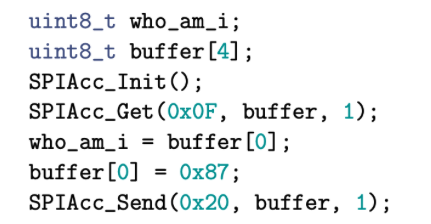 uint8_t who_am_i;
uint8_t buffer[4];
SPIAcc_Init();
SPIAcc_Get(0x0F, buffer, 1);
who_am_i = buffer[0];
buffer[0] = 0x87;
SPIAcc_Send(0x20, buffer, 1);